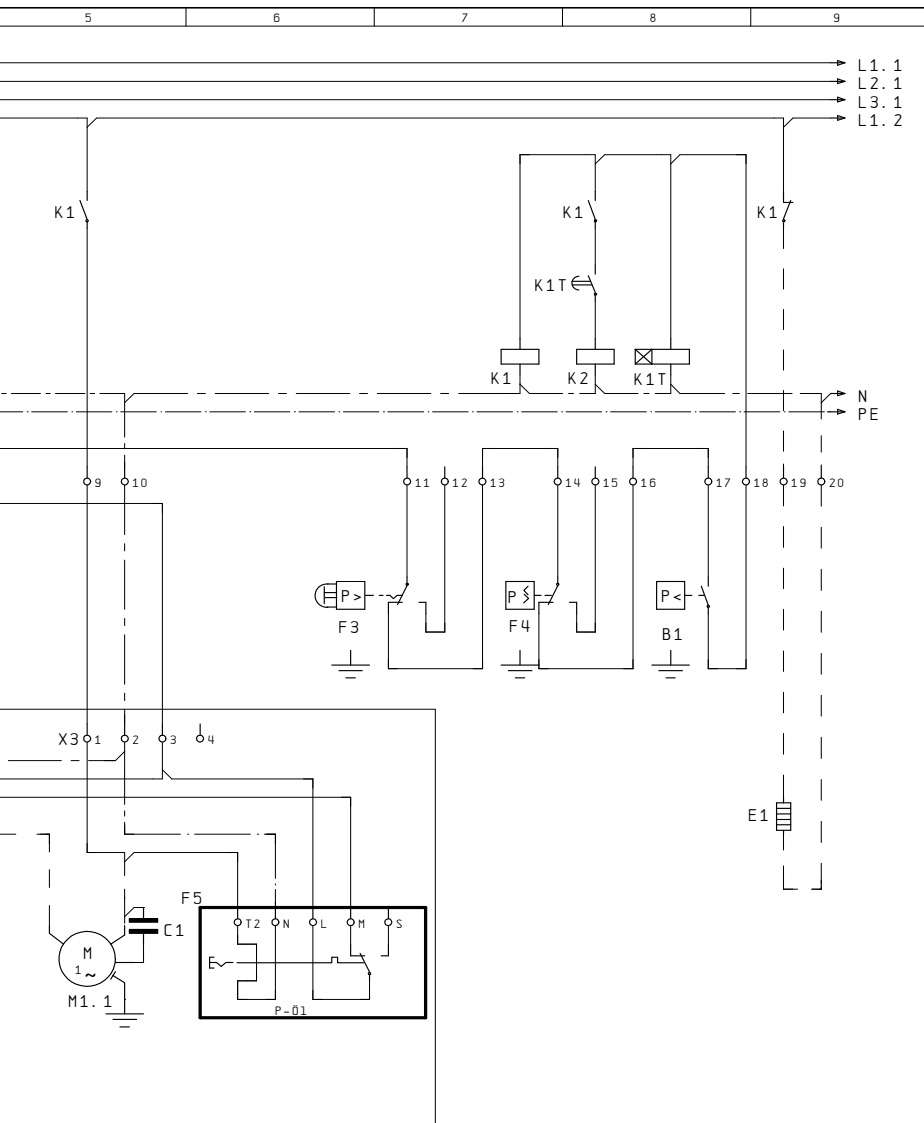 5 6 7 8 9
L1.1
L2.1
L3.1
L1.2
K1 K1 K1
K1T
K1 K2 K1T
N
PE
9 10 11 12 13 14 15 16 17 18 19 20
P> P P<
F3 F4 B1
X3 1 2 3 4
E1
F5
T2 N L M S
C1
M
1~
M1.1
P-Öl